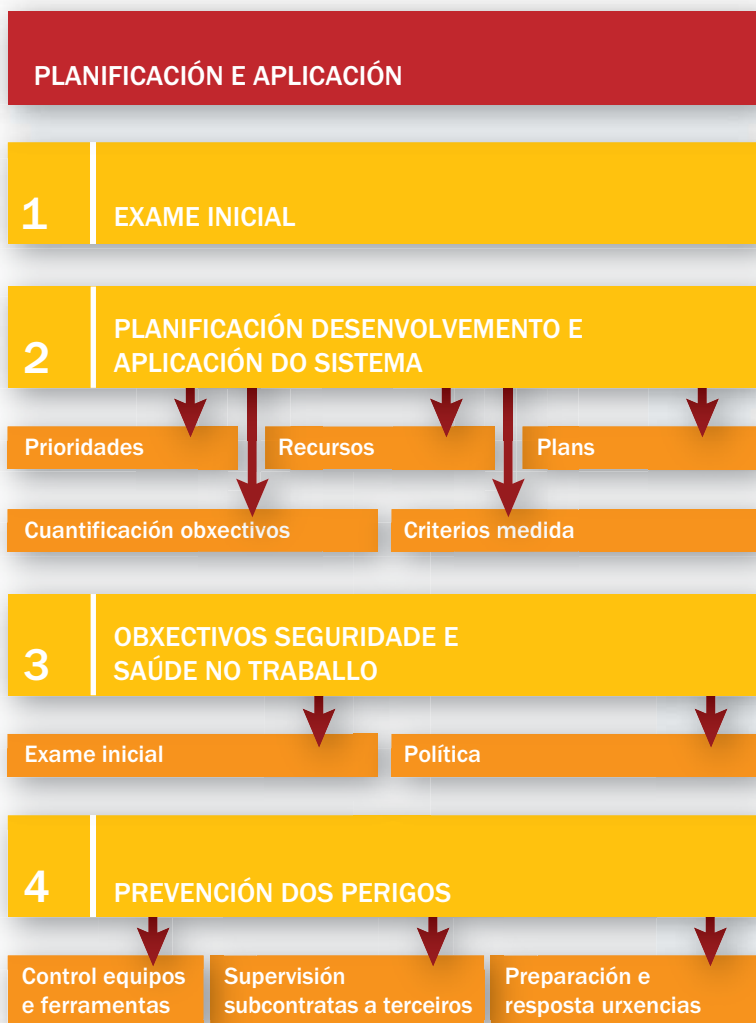 PLANIFICACIÓN E APLICACIÓN
1
EXAME INICIAL
2
PLANIFICACIÓN DESENVOLVEMENTO E
APLICACIÓN DO SISTEMA
Prioridades
Recursos
Plans
Cuantificación obxectivos
Criterios medida
3
OBXECTIVOS SEGURIDADE E
SAÚDE NO TRABALLO
Exame inicial
Política
4
PREVENCIÓN DOS PERIGOS
Control equipos
e ferramentas
Supervisión
subcontratas a terceiros
Preparación e
resposta urxencias